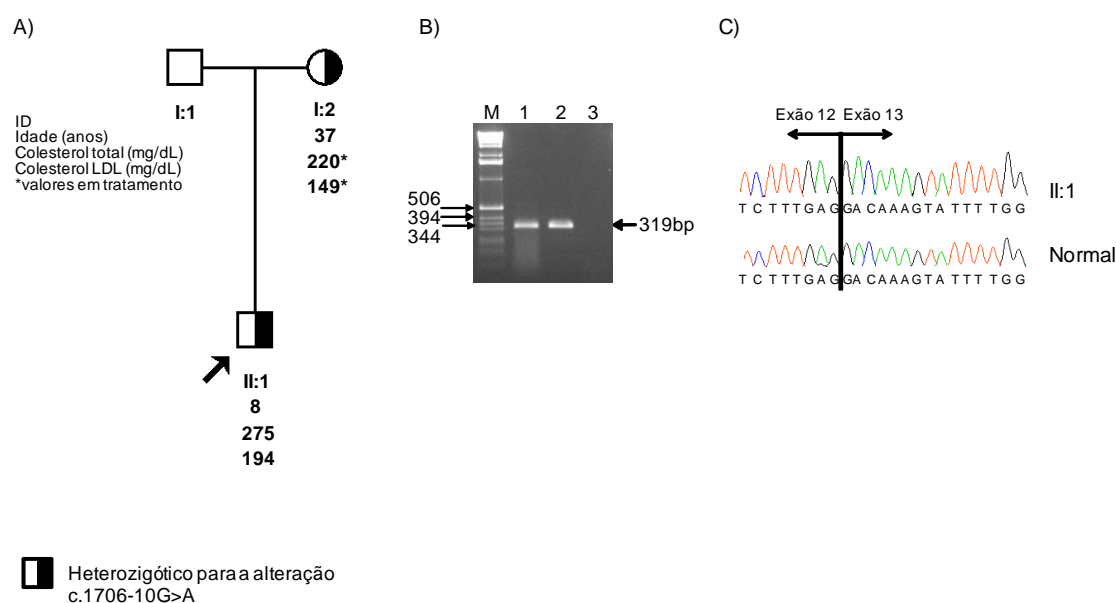 A)
I:1
I:2
ID
Idade (anos)
Colesterol total (mg/dL)
Colesterol LDL (mg/dL)
*valores em tratamento
37
220*
149*
II:1
8
275
194
Heterozigótico para a alteração
c.1706-10G>A
B)
M 1 2 3
506
394
344
319bp
C)
Exão 12 Exão 13
TCTTTGAGGACAAAGTATTTTGG
II:1
TCTTTGAGGACAAAGTATTTTGG
Normal